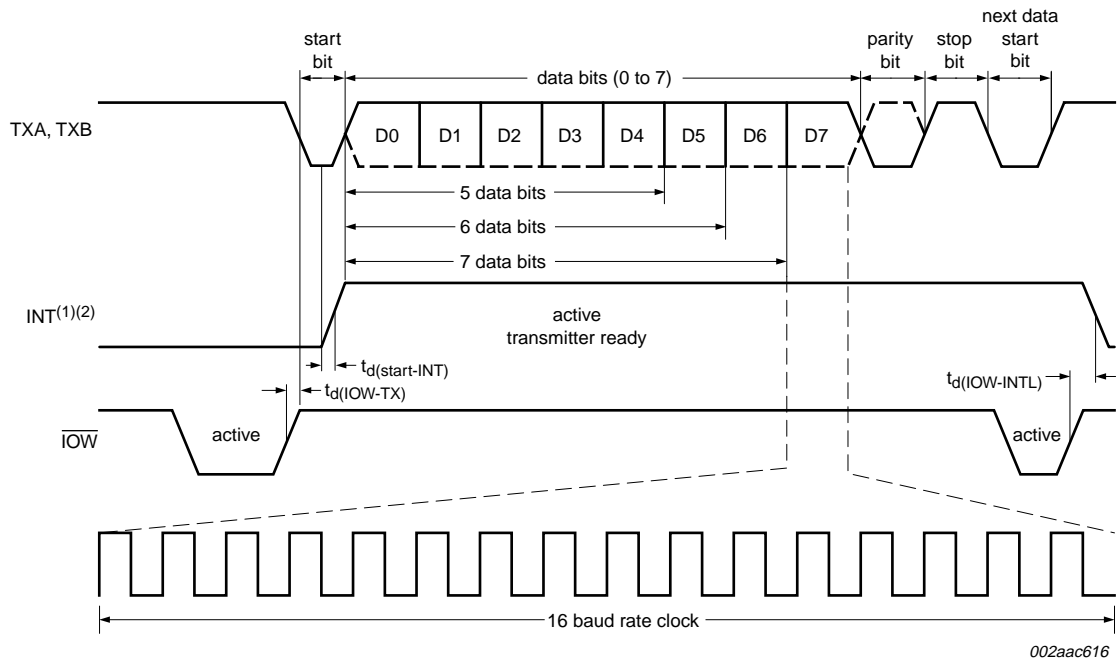 start
bit
data bits (0 to 7)
parity
bit
stop
bit
next data
start
bit
TXA, TXB
D0
D1
D2
D3
D4
D5
D6
D7
5 data bits
6 data bits
7 data bits
INT(1)(2)
active
transmitter ready
td(start-INT)
td(IOW-TX)
td(IOW-INTL)
IOW
active
active
16 baud rate clock
002aac616